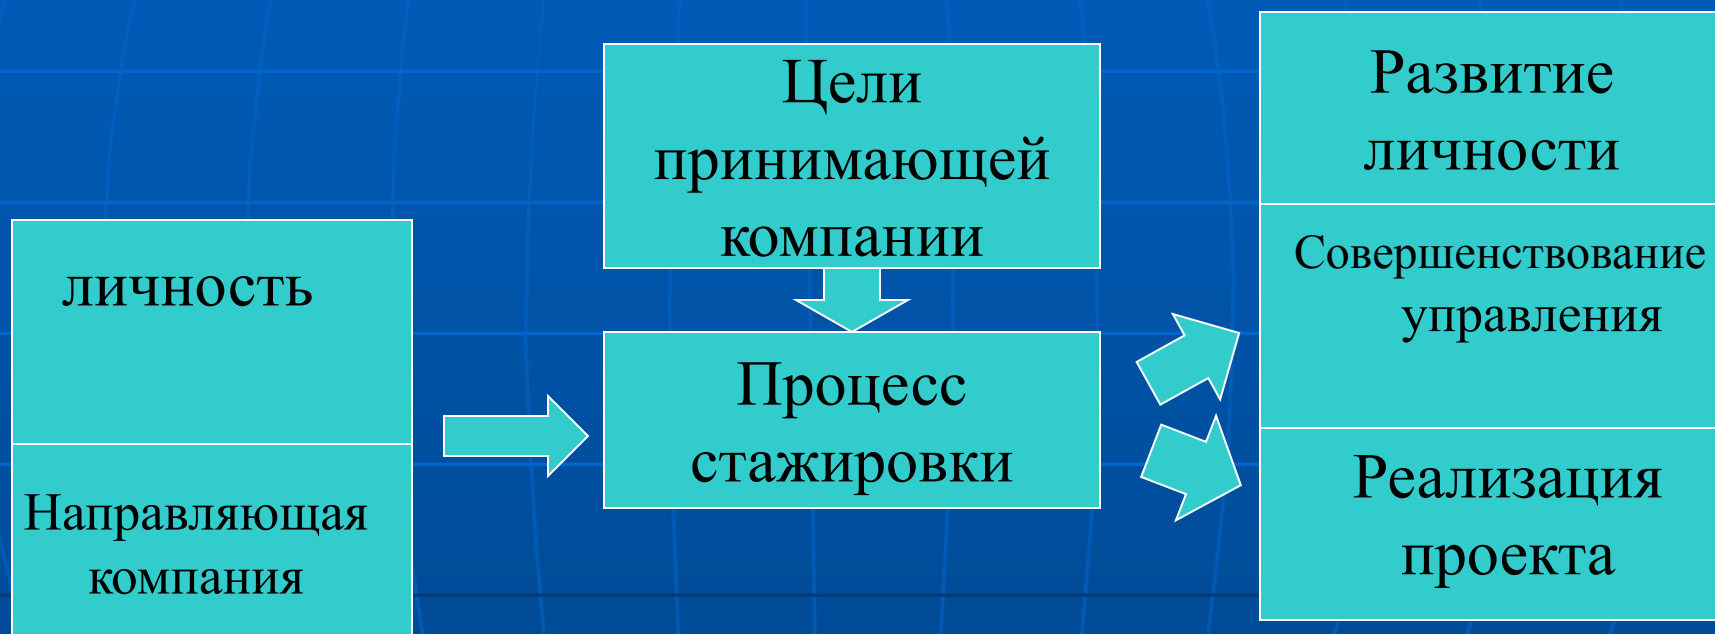 личность
Направляющая
компания
Цели
принимающей
компании
Процесс
стажировки
Развитие
личности
Совершенствование
управления
Реализация
проекта